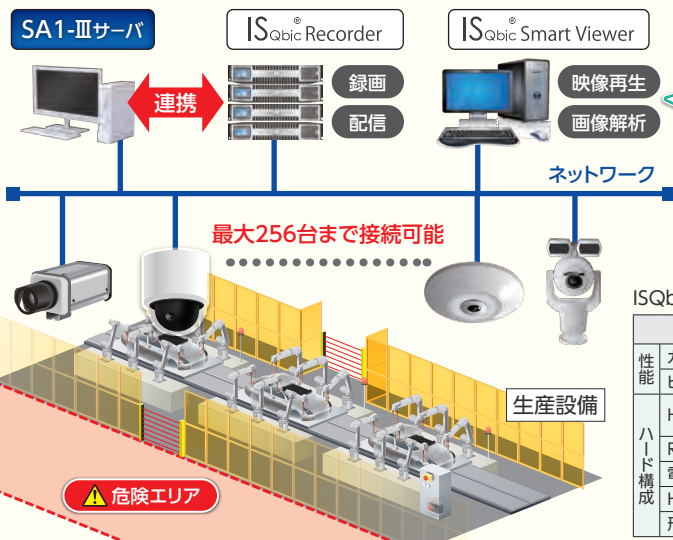 SA1-Ⅲサーバ
ISQbic® Recorder
ISQbic® Smart Viewer
連携
録画
配信
映像再生
画像解析
ネットワーク
最大256台まで接続可能
生産設備
危険エリア
ISQb
性能
ハード構成